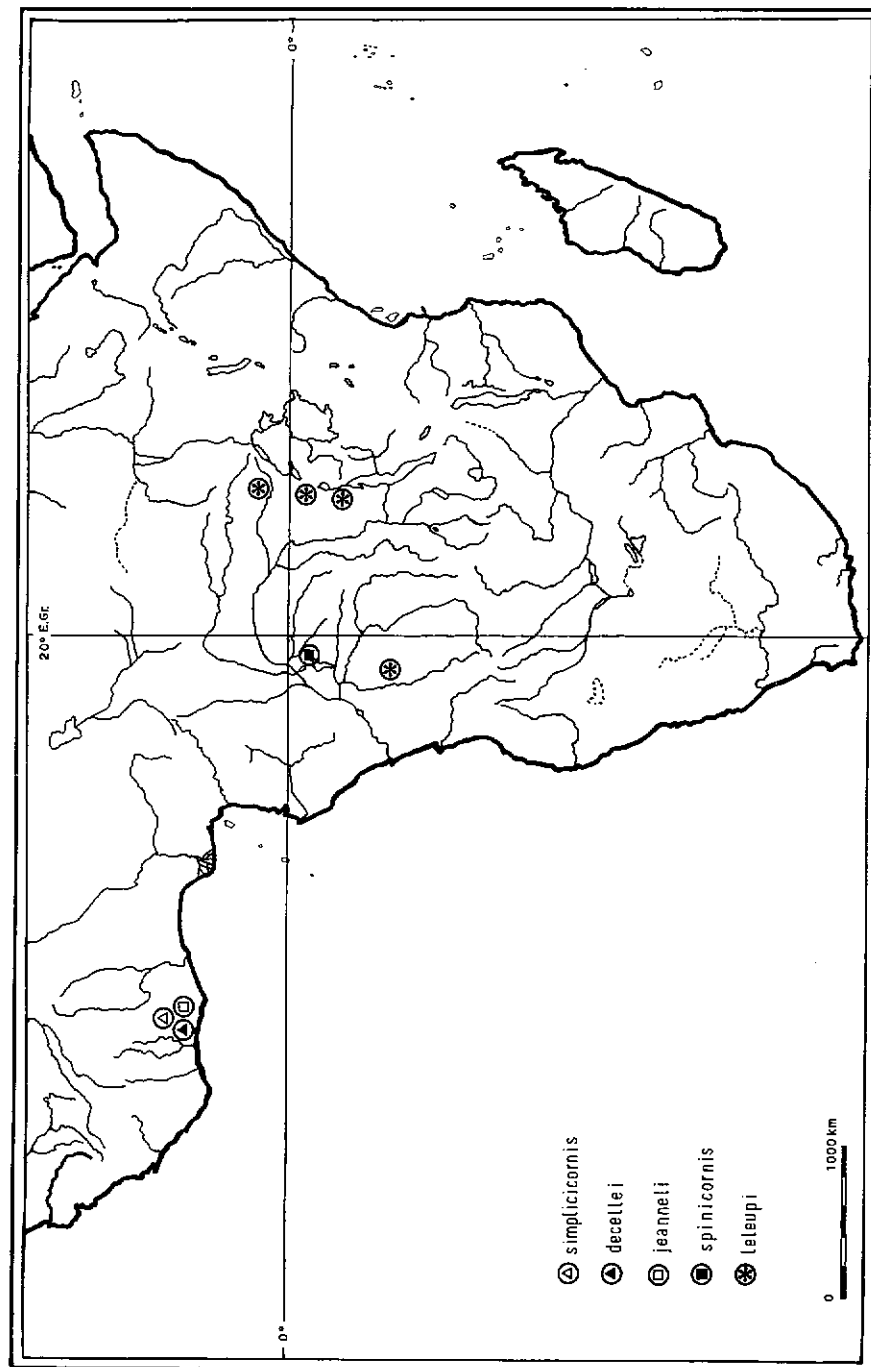 20° E.Gr.
0°
0°
simplicicornis
decellei
jeanneli
spinicornis
leleupi
0 1000 km